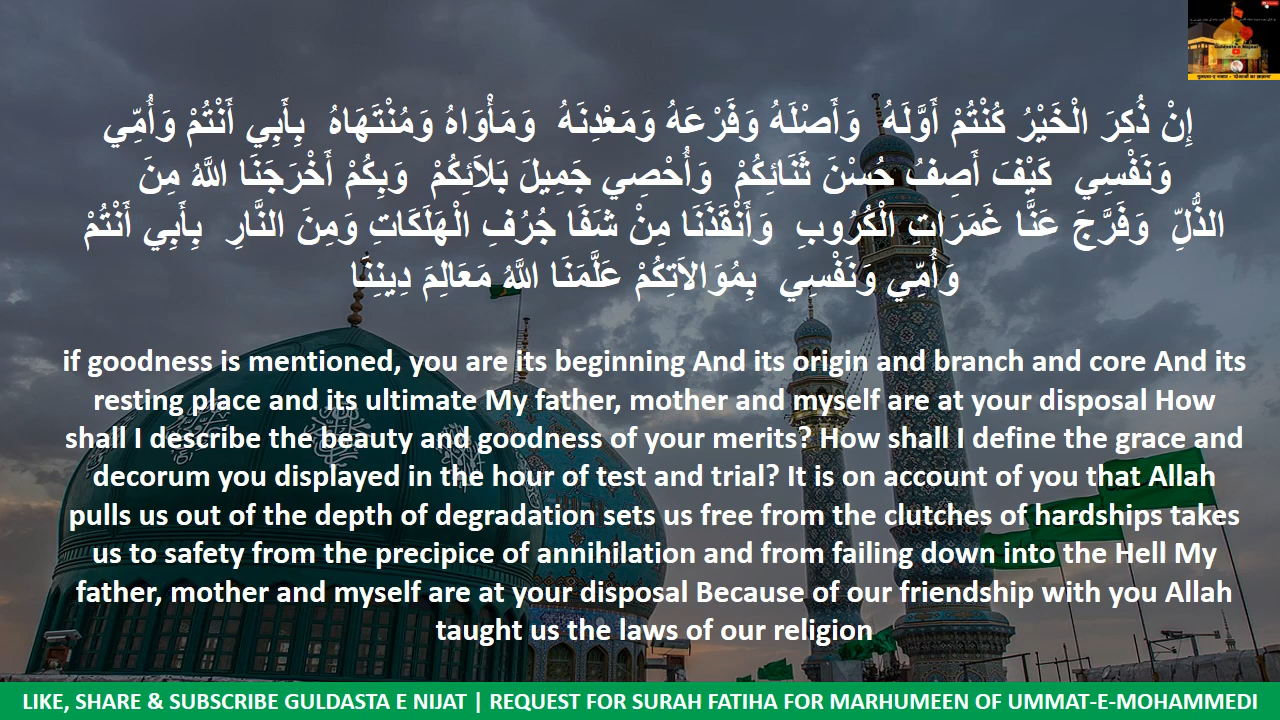 إِنْ ذُكِرَ الْخَيْرُ كُنْتُمْ أَوَّلَهُ وَأَصْلَهُ وَفَرْعَهُ وَمَعْدِنَهُ وَمَأْوَاهُ وَمُنْتَهَاهُ بِأَبِي أَنْتُمْ وَأُمِّي
وَنَفْسِي كَيْفَ أَصِفُ حُسْنَ ثَنَائِكُمْ وَأُحْصِي جَمِيلَ بَلاَئِكُمْ وَبِكُمْ أَخْرَجَنَا اللَّهُ مِنَ
الذُّلِّ وَفَرَّجَ عَنَّا غَمَرَاتِ الْكُرُوبِ وَأَنْقَذَنَا مِنْ شَفَا جُرُفِ الْهَلَكَاتِ وَمِنَ النَّارِ بِأَبِي أَنْتُمْ
وَأُمِّي وَنَفْسِي بِمُوَالاَتِكُمْ عَلَّمَنَا اللَّهُ مَعَالِمَ دِينِنَا
if goodness is mentioned, you are its beginning And its origin and branch and core And its
resting place and its ultimate My father, mother and myself are at your disposal How
shall I describe the beauty and goodness of your merits? How shall I define the grace and
decorum you displayed in the hour of test and trial? It is on account of you that Allah
pulls us out of the depth of degradation sets us free from the clutches of hardships takes
us to safety from the precipice of annihilation and from failing down into the Hell My
father, mother and myself are at your disposal Because of our friendship with you Allah
taught us the laws of our religion
LIKE, SHARE & SUBSCRIBE GULDASTA E NIJAT | REQUEST FOR SURAH FATIHA FOR MARHUMEEN OF UMMAT-E-MOHAMMEDI